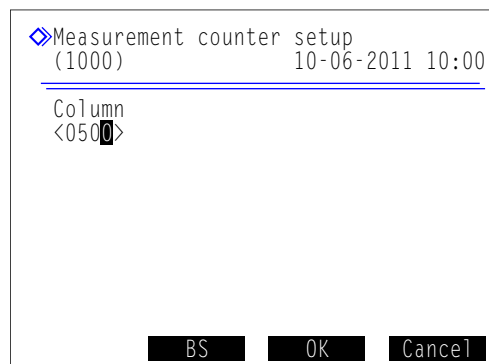 Measurement counter setup
(1000) 10-06-2011 10:00
Column
<0500>
BS OK Cancel